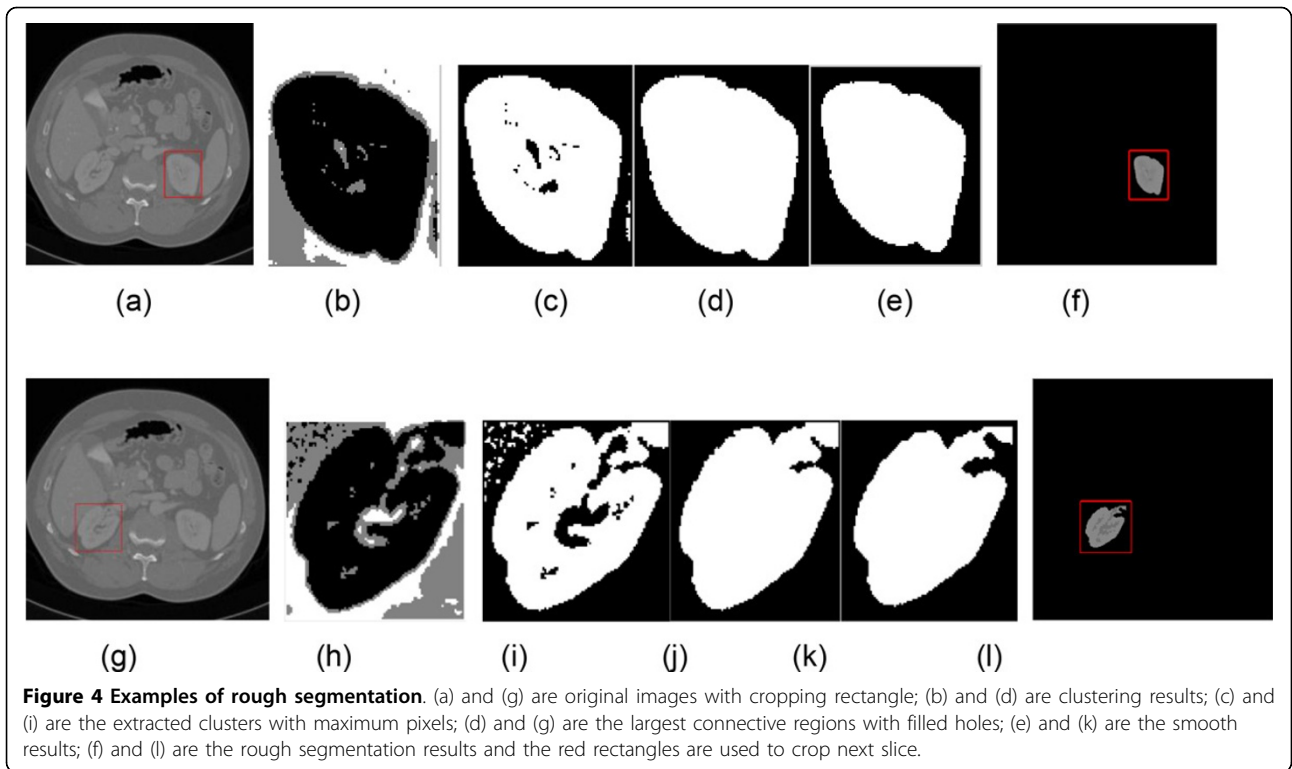 (a) (b) (c) (d) (e) (f)
(g) (h) (i) (j) (k) (l)
Figure 4 Examples of rough segmentation. (a) and (g) are original images with cropping rectangle; (b) and (d) are clustering results; (c) and
(i) are the extracted clusters with maximum pixels; (d) and (g) are the largest connective regions with filled holes; (e) and (k) are the smooth
results; (f) and (l) are the rough segmentation results and the red rectangles are used to crop next slice.